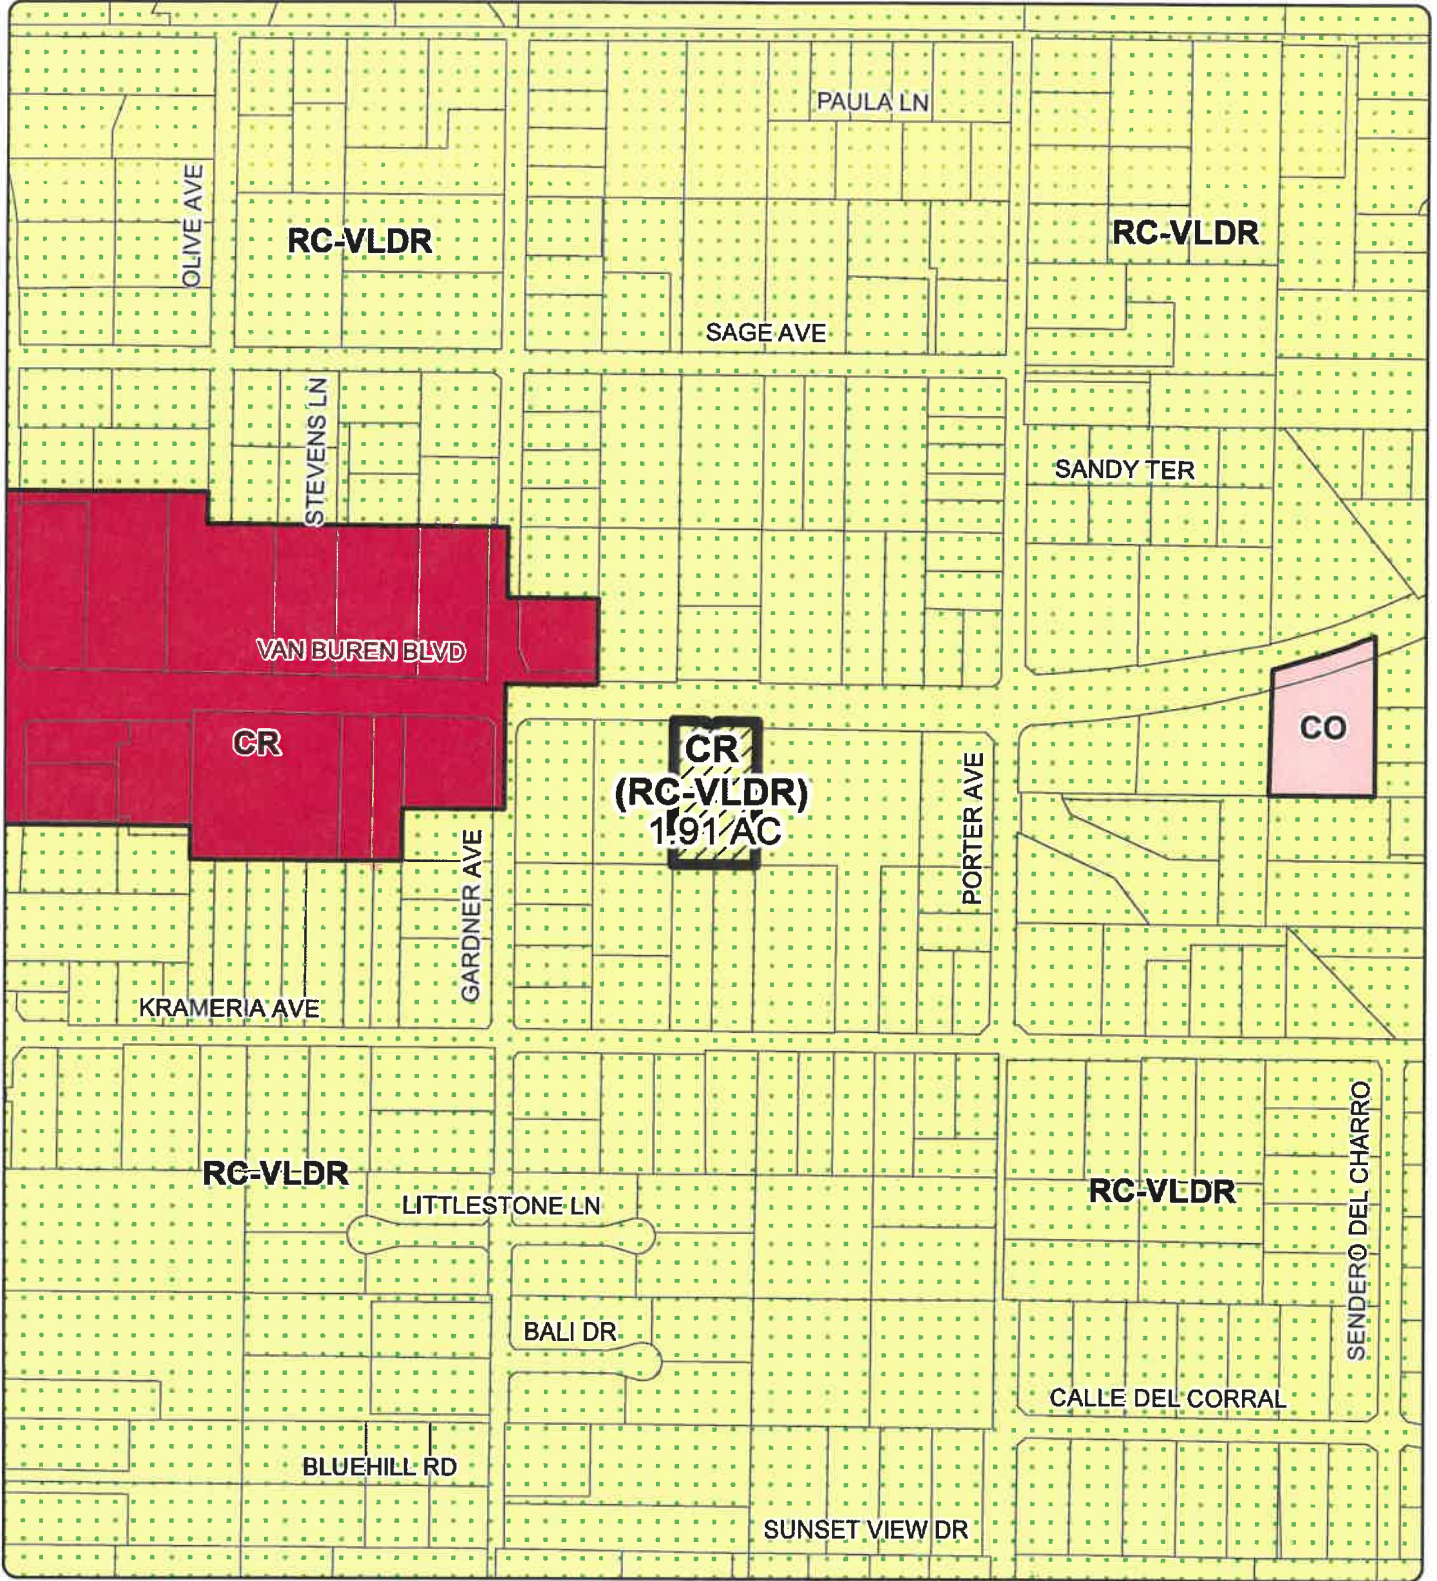 PAULA LN
OLIVE AVE
RC-VLDR
RC-VLDR
SAGE AVE
STEVENS LN
SANDY TER
VAN BUREN BLVD
CR
CR
(RC-VLDR)
1.91 AC
CO
PORTER AVE
GARDNER AVE
KRAMERIA AVE
RC-VLDR
LITTLESTONE LN
RC-VLDR
SENDERO DEL CHARRO
BALI DR
CALLE DEL CORRAL
BLUEHILL RD
SUNSET VIEW DR